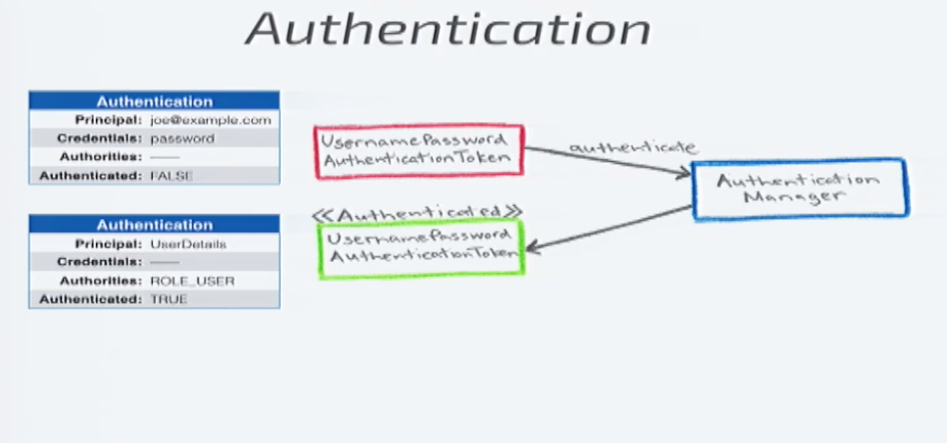 Authentication
Authentication
Principal: joe@example.com
Credentials: password
Authorities: ——
Authenticated: FALSE
UsernamePassword
AuthenticationToken
authenticate
Authentication
Manager
Authentication
Principal: UserDetails
Credentials: ——
Authorities: ROLE_USER
Authenticated: TRUE
<<Authenticated>>
UsernamePassword
AuthenticationToken